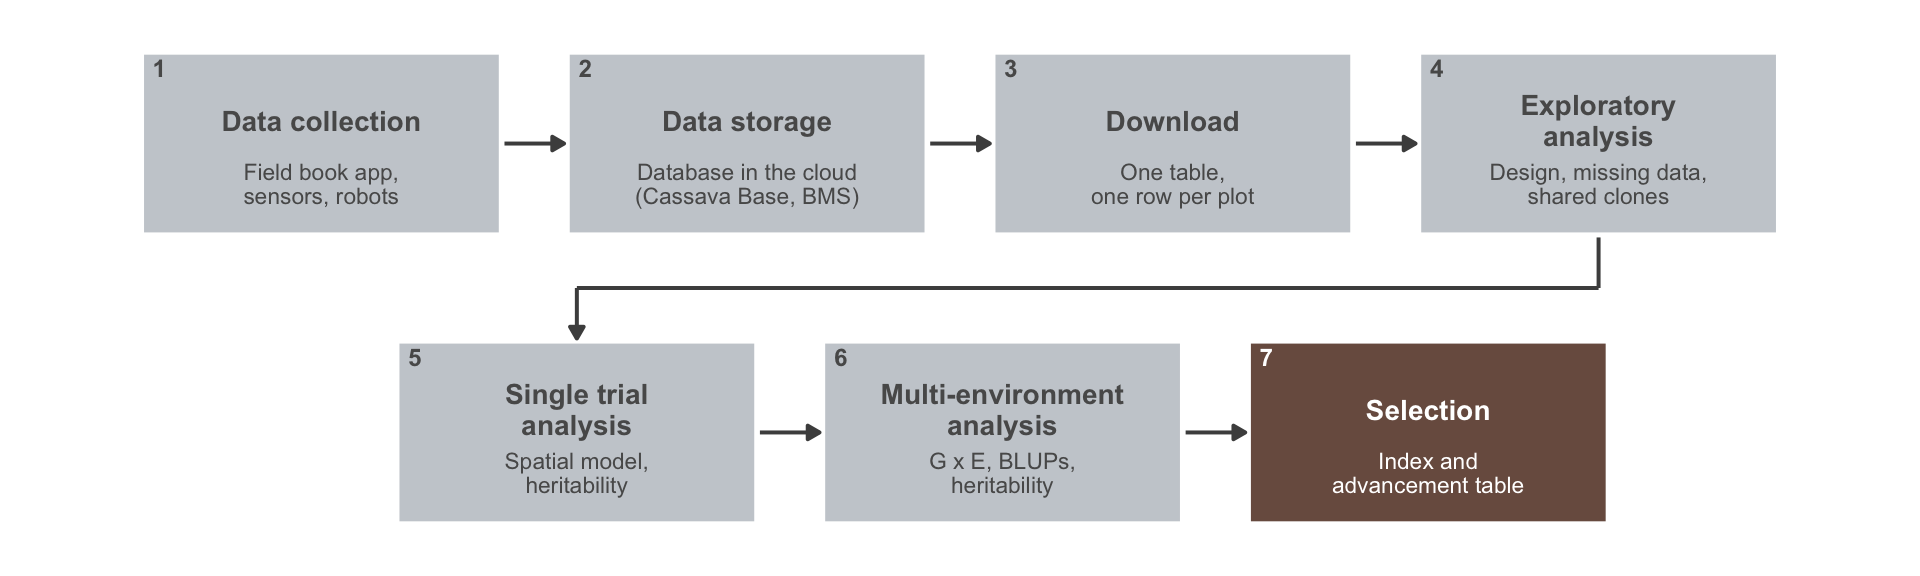 1
Data collection
Field book app,
sensors, robots
2
Data storage
Database in the cloud
(Cassava Base, BMS)
3
Download
One table,
one row per plot
4
Exploratory
analysis
Design, missing data,
shared clones
5
Single trial
analysis
Spatial model,
heritability
6
Multi-environment
analysis
G x E, BLUPs,
heritability
7
Selection
Index and
advancement table